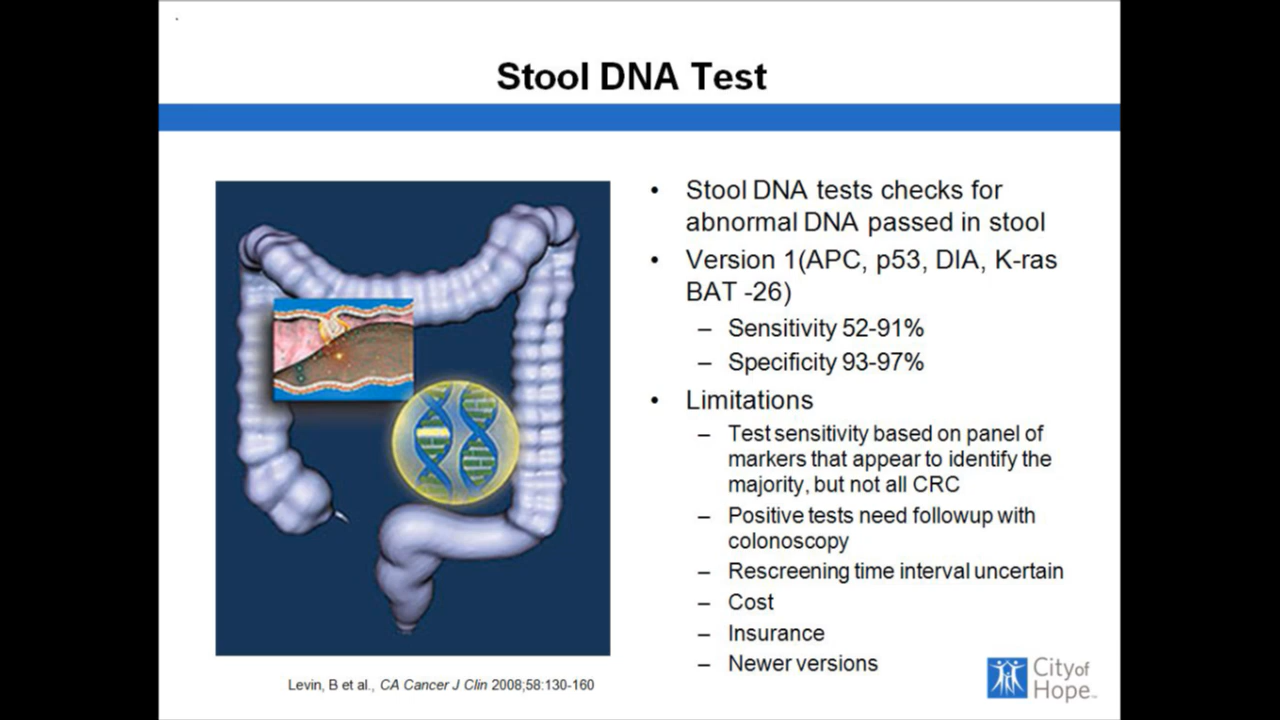 Stool DNA Test
• Stool DNA tests checks for
abnormal DNA passed in stool
• Version 1(APC, p53, DIA, K-ras
BAT -26)
– Sensitivity 52-91%
– Specificity 93-97%
• Limitations
– Test sensitivity based on panel of
markers that appear to identify the
majority, but not all CRC
– Positive tests need followup with
colonoscopy
– Rescreening time interval uncertain
– Cost
– Insurance
– Newer versions
Levin, B et al., CA Cancer J Clin 2008;58:130-160
City of
Hope™